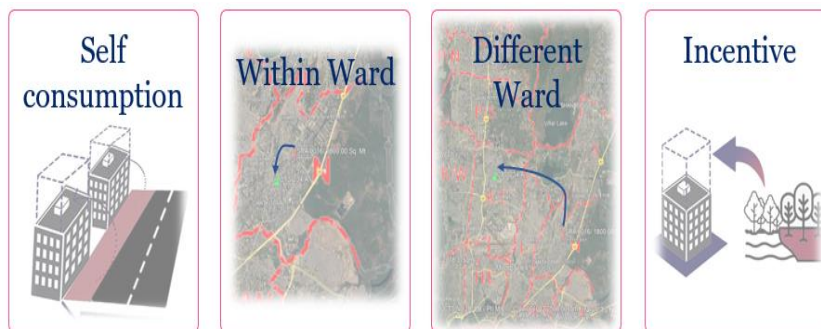 Self
consumption
Within Ward
Different
Ward
Incentive